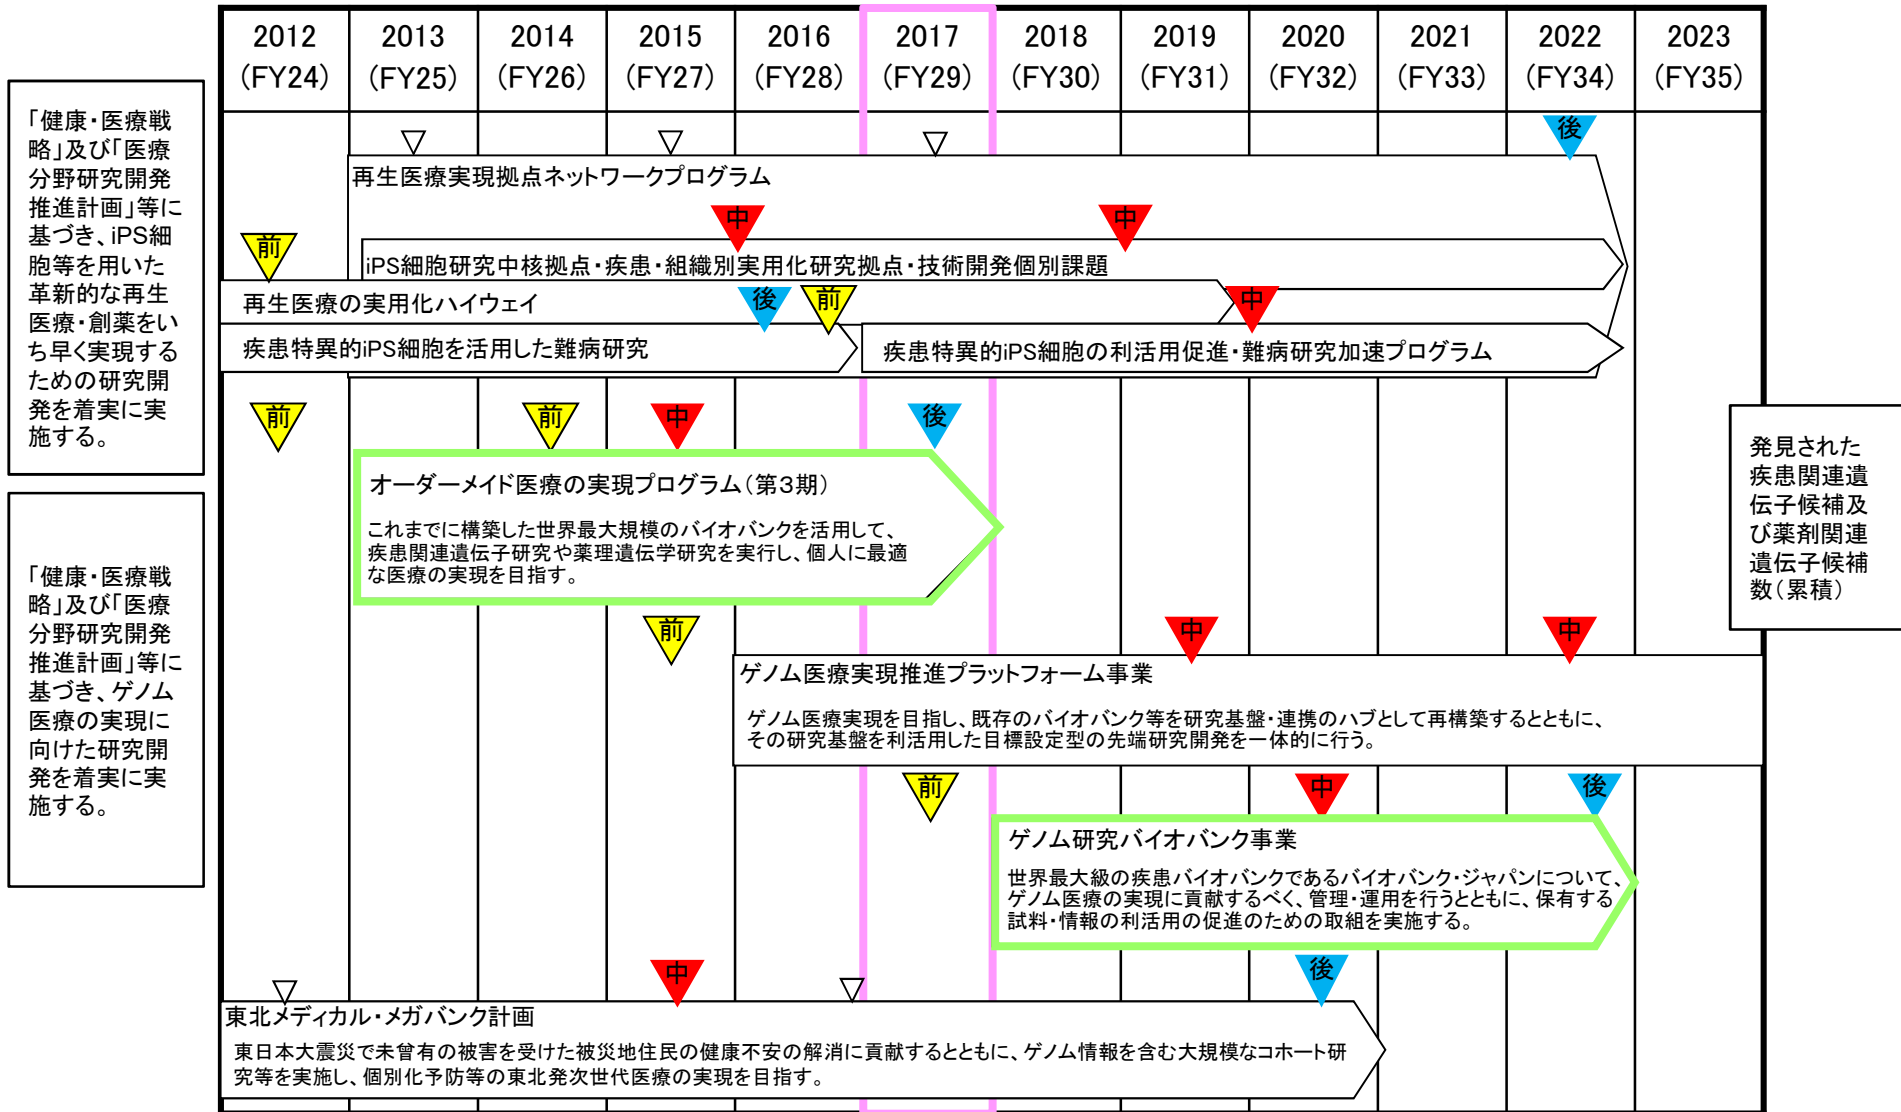 2012
(FY24)
2013
(FY25)
2014
(FY26)
2015
(FY27)
2016
(FY28)
2017
(FY29)
2018
(FY30)
2019
(FY31)
2020
(FY32)
2021
(FY33)
2022
(FY34)
2023
(FY35)
「健康・医療戦
略」及び「医療
分野研究開発
推進計画」等に
基づき、iPS細
胞等を用いた
革新的な再生
医療・創薬をい
ち早く実現する
ための研究開
発を着実に実
施する。
後
再生医療実現拠点ネットワークプログラム
中
中
前
iPS細胞研究中核拠点・疾患・組織別実用化研究拠点・技術開発個別課題
再生医療の実用化ハイウェイ
後
前
中
疾患特異的iPS細胞を活用した難病研究
疾患特異的iPS細胞の利活用促進・難病研究加速プログラム
前
前
中
後
オーダーメイド医療の実現プログラム(第3期)
これまでに構築した世界最大規模のバイオバンクを活用して、
疾患関連遺伝子研究や薬理遺伝学研究を実行し、個人に最適
な医療の実現を目指す。
発見された
疾患関連遺
伝子候補及
び薬剤関連
遺伝子候補
数(累積)
「健康・医療戦
略」及び「医療
分野研究開発
推進計画」等に
基づき、ゲノム
医療の実現に
向けた研究開
発を着実に実
施する。
前
中
中
ゲノム医療実現推進プラットフォーム事業
ゲノム医療実現を目指し、既存のバイオバンク等を研究基盤・連携のハブとして再構築するとともに、
その研究基盤を利活用した目標設定型の先端研究開発を一体的に行う。
前
中
後
ゲノム研究バイオバンク事業
世界最大級の疾患バイオバンクであるバイオバンク・ジャパンについて、
ゲノム医療の実現に貢献するべく、管理・運用を行うとともに、保有する
試料・情報の利活用の促進のための取組を実施する。
中
後
東北メディカル・メガバンク計画
東日本大震災で未曾有の被害を受けた被災地住民の健康不安の解消に貢献するとともに、ゲノム情報を含む大規模なコホート研
究等を実施し、個別化予防等の東北発次世代医療の実現を目指す。